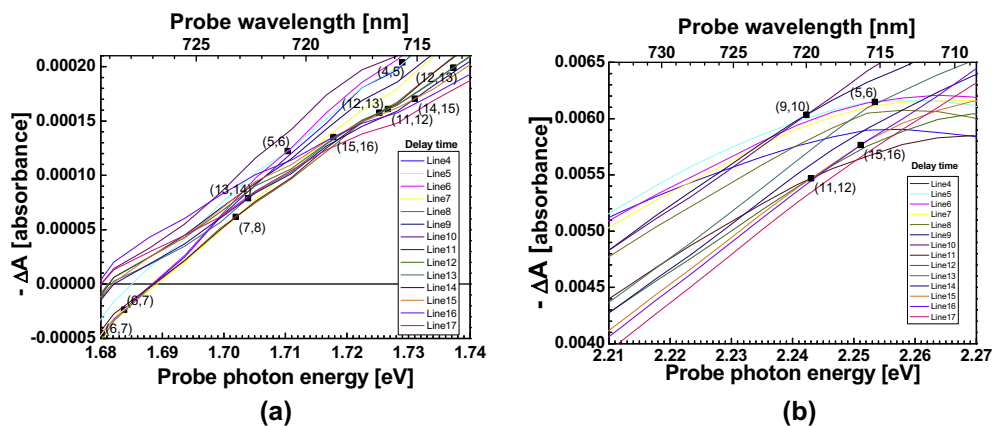 Probe wavelength [nm]
725 720 715
0.00020
0.00015
0.00010
0.00005
0.00000
-0.00005
- ΔA [absorbance]
(4,5)
(12,13)
(12,13)
(14,15)
(11,12)
(5,6)
(15,16)
(13,14)
(7,8)
(6,7)
(6,7)
Delay time
Line4
Line5
Line6
Line7
Line8
Line9
Line10
Line11
Line12
Line13
Line14
Line15
Line16
Line17
1.68 1.69 1.70 1.71 1.72 1.73 1.74
Probe photon energy [eV]
(a)
(b)
Probe wavelength [nm]
730 725 720 715 710
0.0065
0.0060
0.0055
0.0050
0.0045
0.0040
- ΔA [absorbance]
(5,6)
(9,10)
(15,16)
(11,12)
Delay time
Line4
Line5
Line6
Line7
Line8
Line9
Line10
Line11
Line12
Line13
Line14
Line15
Line16
Line17
2.21 2.22 2.23 2.24 2.25 2.26 2.27
Probe photon energy [eV]
(b)